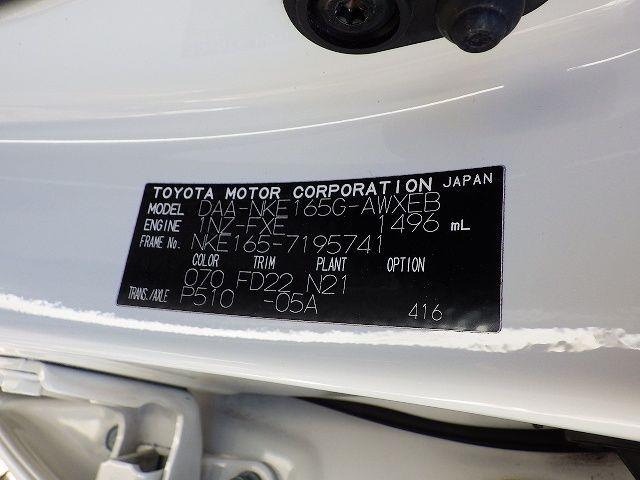 TOYOTA MOTOR CORPORATION JAPAN
MODEL DAA-NKE165G-AWXEB
ENGINE 1NZ-FXE 1496 mL
FRAME No. NKE165-7195741
COLOR TRIM PLANT OPTION
070 FD22 N21
TRANS./AXLE P510 -05A
416